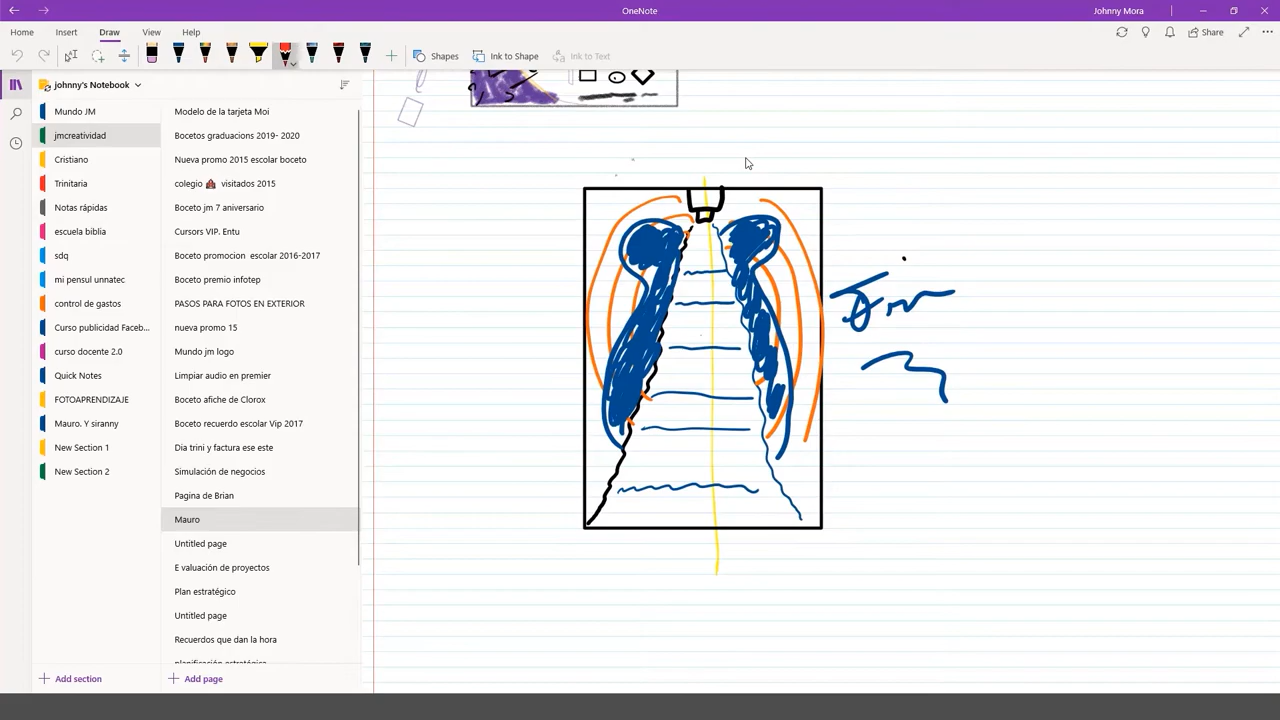 OneNote
Johnny Mora
Home
Insert
Draw
View
Help
Share
Shapes
Ink to Shape
Ink to Text
johnny's Notebook
Mundo JM
jmcreatividad
Cristiano
Trinitaria
Notas rápidas
escuela biblia
sdq
mi pensul unnatec
control de gastos
Curso publicidad Faceb...
curso docente 2.0
Quick Notes
FOTOAPRENDIZAJE
Mauro. Y siranny
New Section 1
New Section 2
Add section
Modelo de la tarjeta Moi
Bocetos graduacions 2019- 2020
Nueva promo 2015 escolar boceto
colegio 🏫 visitados 2015
Boceto jm 7 aniversario
Cursors VIP. Entu
Boceto promocion escolar 2016-2017
Boceto premio infotep
PASOS PARA FOTOS EN EXTERIOR
nueva promo 15
Mundo jm logo
Limpiar audio en premier
Boceto afiche de Clorox
Boceto recuerdo escolar Vip 2017
Dia trini y factura ese este
Simulación de negocios
Pagina de Brian
Mauro
Untitled page
E valuación de proyectos
Plan estratégico
Untitled page
Recuerdos que dan la hora
planificación estratégica
Add page